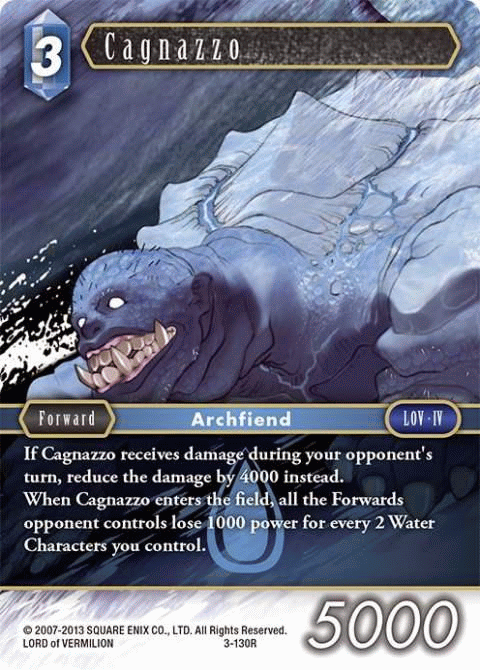 3
Cagnazzo
Forward
Archfiend
LOV·IV
If Cagnazzo receives damage during your opponent's
turn, reduce the damage by 4000 instead.
When Cagnazzo enters the field, all the Forwards
opponent controls lose 1000 power for every 2 Water
Characters you control.
© 2007-2013 SQUARE ENIX CO., LTD. All Rights Reserved.
LORD of VERMILION
3-130R
5000